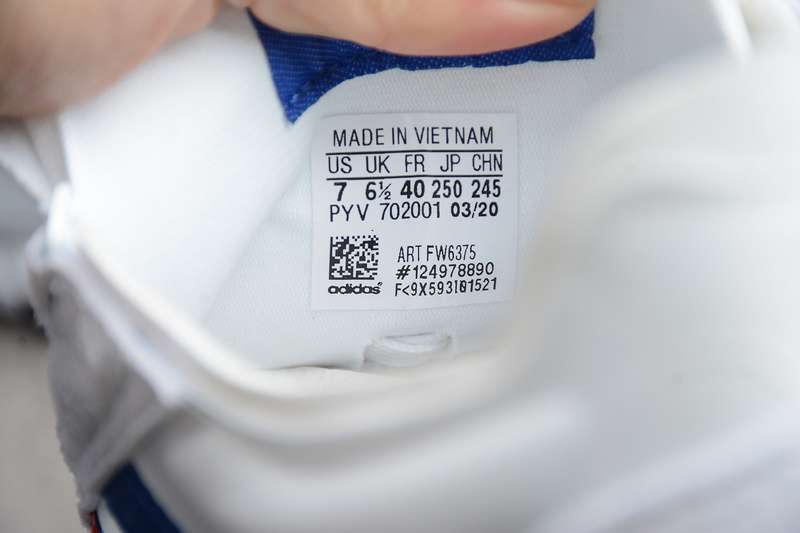 MADE IN VIETNAM
US UK FR JP CHN
7 6½ 40 250 245
PYV 702001 03/20
ART FW6375
#124978890
adidas
F<9X593I01521